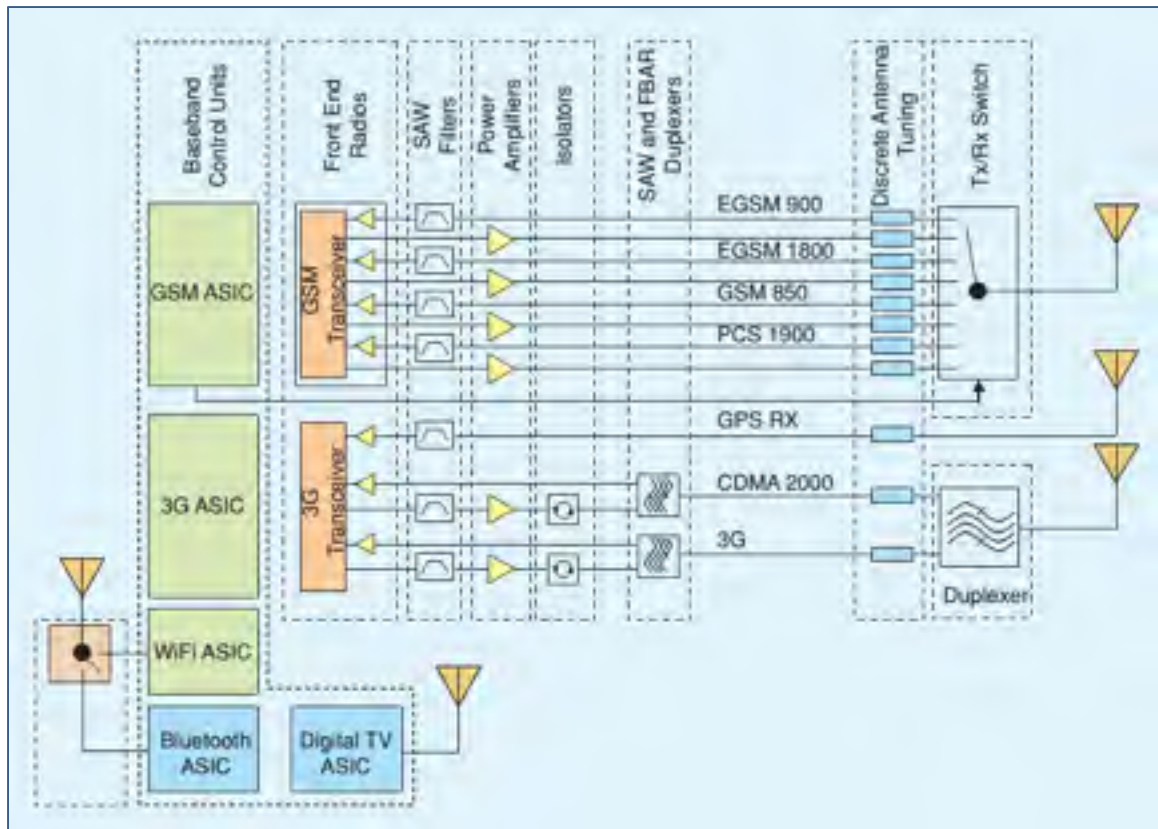 Baseband
Control Units
Front End
Radios
SAW
Filters
Power
Amplifiers
Isolators
SAW and FBAR
Duplexers
Discrete Antenna
Tuning
Tx/Rx Switch
GSM ASIC
GSM
Transceiver
EGSM 900
EGSM 1800
GSM 850
PCS 1900
3G ASIC
3G
Transceiver
GPS RX
CDMA 2000
3G
Duplexer
WiFi ASIC
Bluetooth
ASIC
Digital TV
ASIC